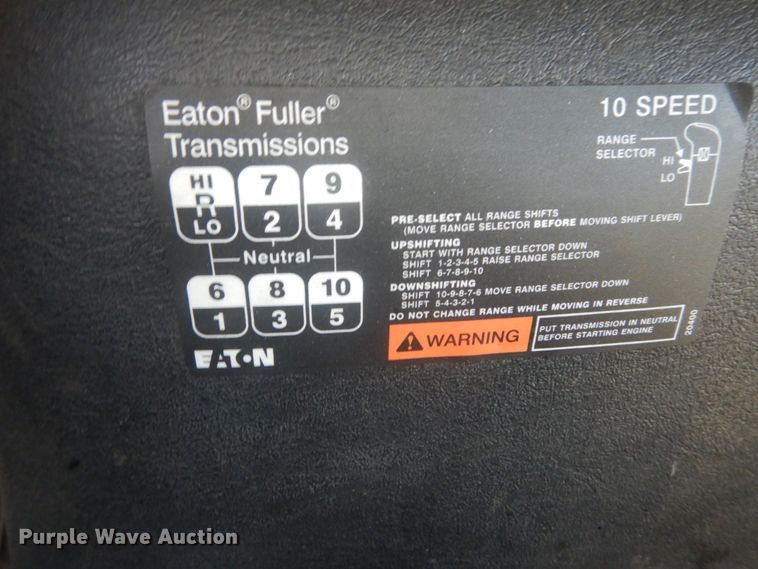 Eaton® Fuller®
Transmissions
10 SPEED
RANGE
SELECTOR
HI
LO
HI 7 9
R
LO 2 4
Neutral
6 8 10
1 3 5
EATON
PRE-SELECT ALL RANGE SHIFTS
(MOVE RANGE SELECTOR BEFORE MOVING SHIFT LEVER)
UPSHIFTING
START WITH RANGE SELECTOR DOWN
SHIFT 1-2-3-4-5 RAISE RANGE SELECTOR
SHIFT 6-7-8-9-10
DOWNSHIFTING
SHIFT 10-9-8-7-6 MOVE RANGE SELECTOR DOWN
SHIFT 5-4-3-2-1
DO NOT CHANGE RANGE WHILE MOVING IN REVERSE
WARNING
PUT TRANSMISSION IN NEUTRAL
BEFORE STARTING ENGINE
20400
Purple Wave Auction